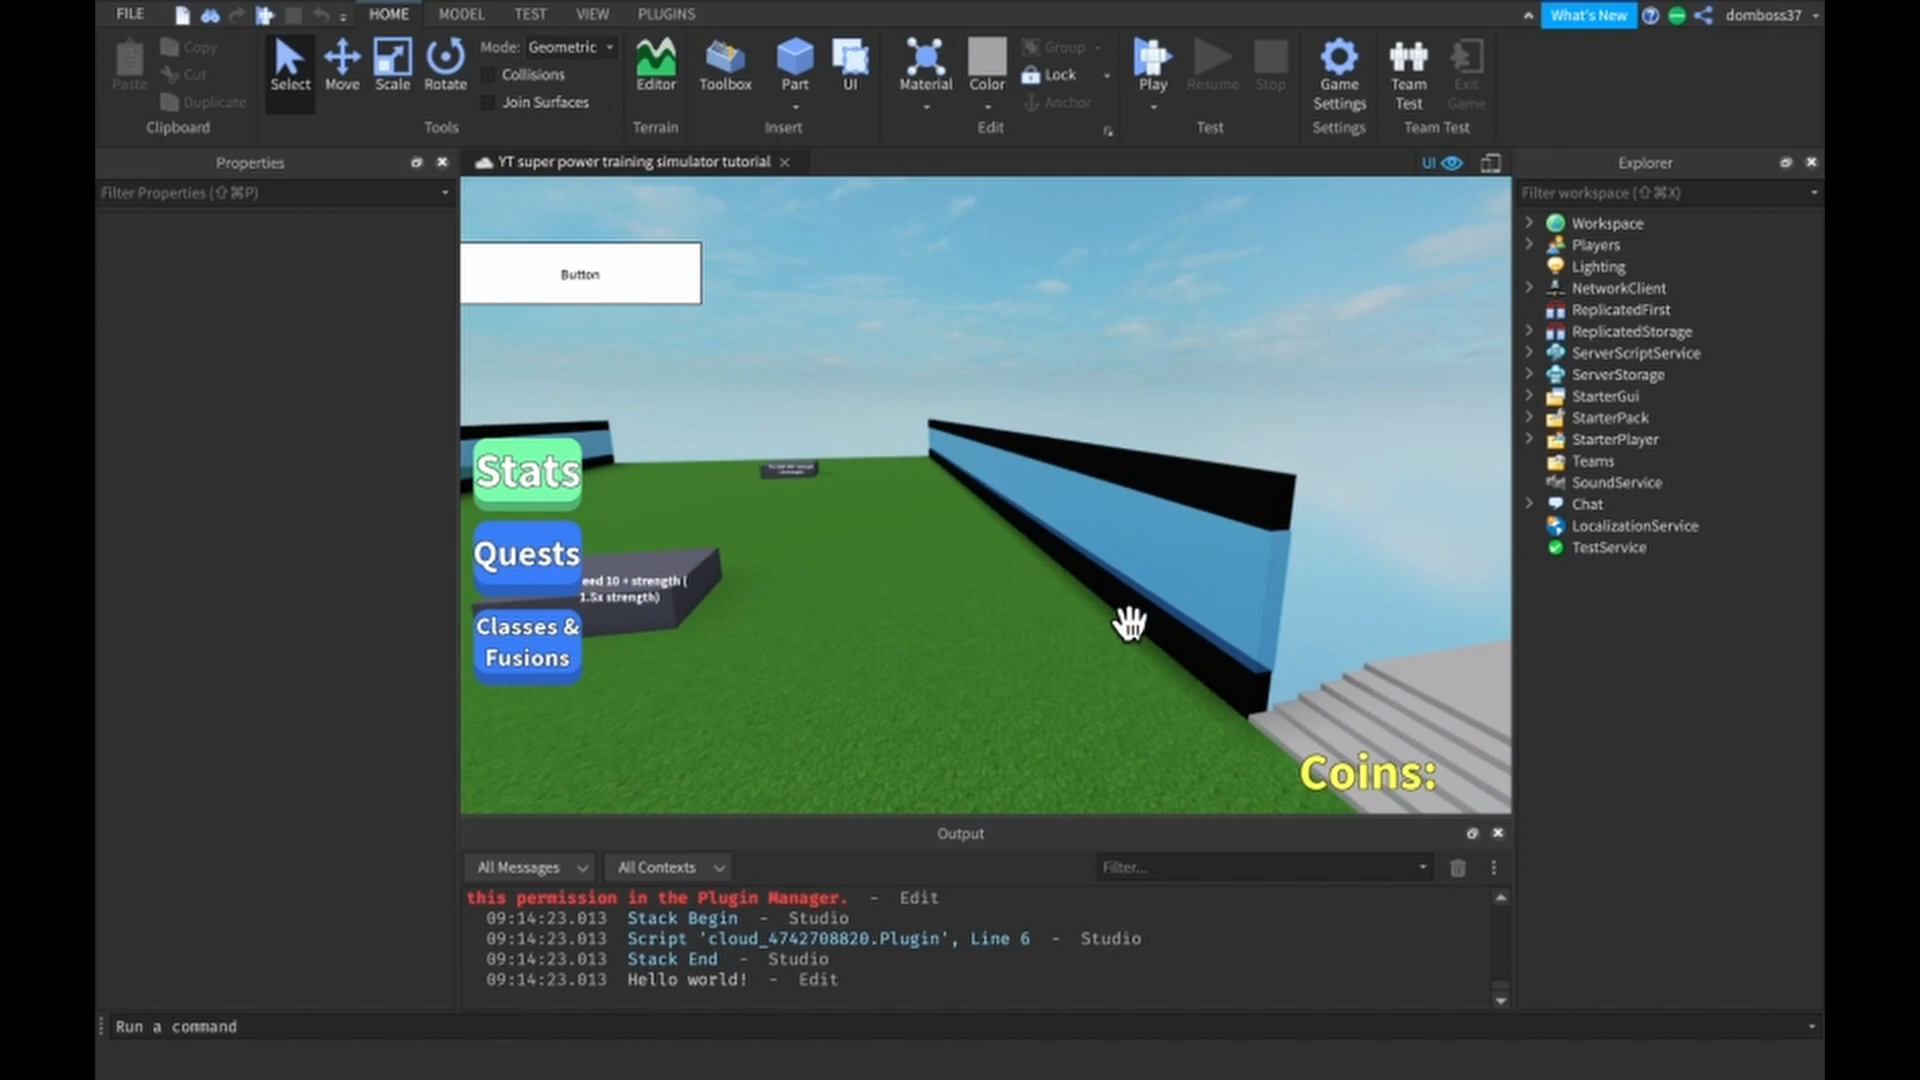 FILE HOME MODEL TEST VIEW PLUGINS What's New domboss37
Paste Copy Cut Duplicate Clipboard
Select Move Scale Rotate Mode: Geometric Collisions Join Surfaces Tools
Editor Terrain
Toolbox Part UI Insert
Material Color Group Lock Anchor Edit
Play Resume Stop Test
Game Settings Settings
Team Test Exit Game Team Test
Properties
Filter Properties (⇧⌘P)
YT super power training simulator tutorial
UI
Button
Stats
Quests
eed 10 + strength (
1.5x strength)
Classes &
Fusions
Coins:
Explorer
Filter workspace (⇧⌘X)
Workspace
Players
Lighting
NetworkClient
ReplicatedFirst
ReplicatedStorage
ServerScriptService
ServerStorage
StarterGui
StarterPack
StarterPlayer
Teams
SoundService
Chat
LocalizationService
TestService
Output
All Messages All Contexts Filter...
this permission in the Plugin Manager. - Edit
09:14:23.013 Stack Begin - Studio
09:14:23.013 Script 'cloud_4742708820.Plugin', Line 6 - Studio
09:14:23.013 Stack End - Studio
09:14:23.013 Hello world! - Edit
Run a command